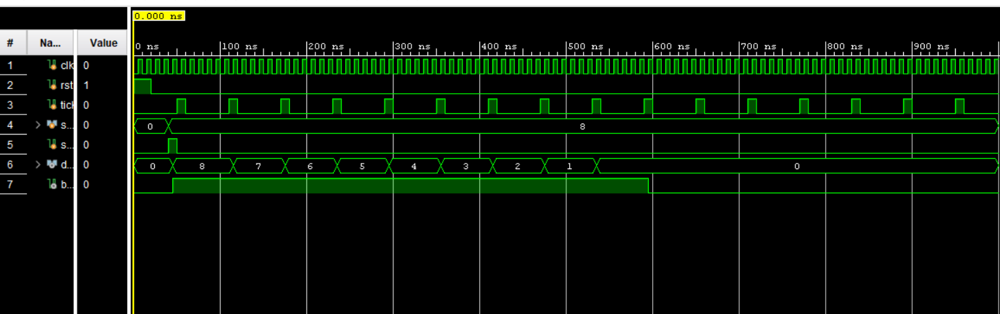 0.000 ns
# Na... Value 0 ns 100 ns 200 ns 300 ns 400 ns 500 ns 600 ns 700 ns 800 ns 900 ns
1 clk 0
2 rst 1
3 tick 0
4 > s... 0 0 8
5 s... 0
6 > d... 0 0 8 7 6 5 4 3 2 1 0
7 b... 0